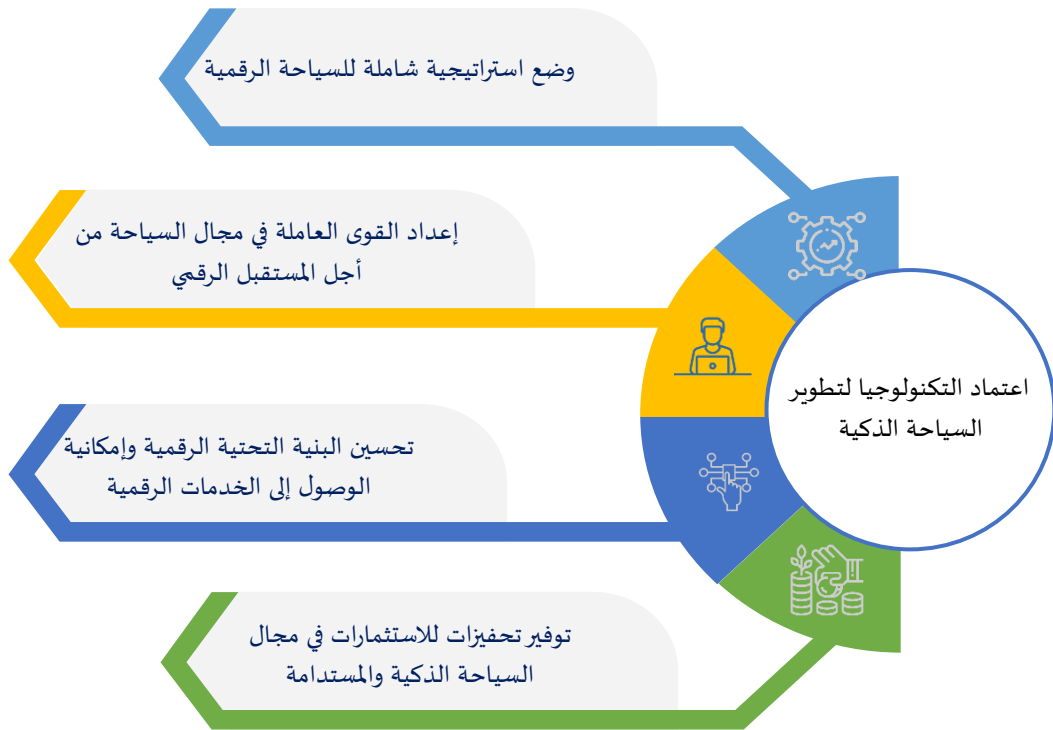 وضع استراتيجية شاملة للسياحة الرقمية
إعداد القوى العاملة في مجال السياحة من
أجل المستقبل الرقمي
اعتماد التكنولوجيا لتطوير
السياحة الذكية
تحسين البنية التحتية الرقمية وإمكانية
الوصول إلى الخدمات الرقمية
توفير تحفيزات للاستثمارات في مجال
السياحة الذكية والمستدامة